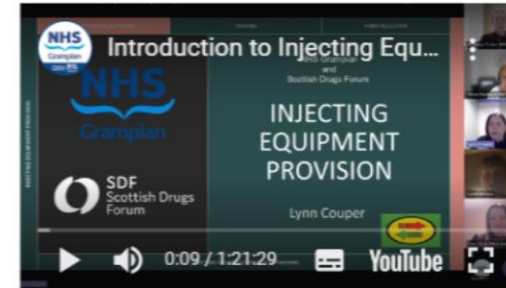 NHS
Grampian
Introduction to Injecting Equ...
NHS Grampian
and
Scottish Drugs Forum
NHS
Grampian
INJECTING
EQUIPMENT
PROVISION
SDF
Scottish Drugs
Forum
Lynn Couper
0:09 / 1:21:29
YouTube